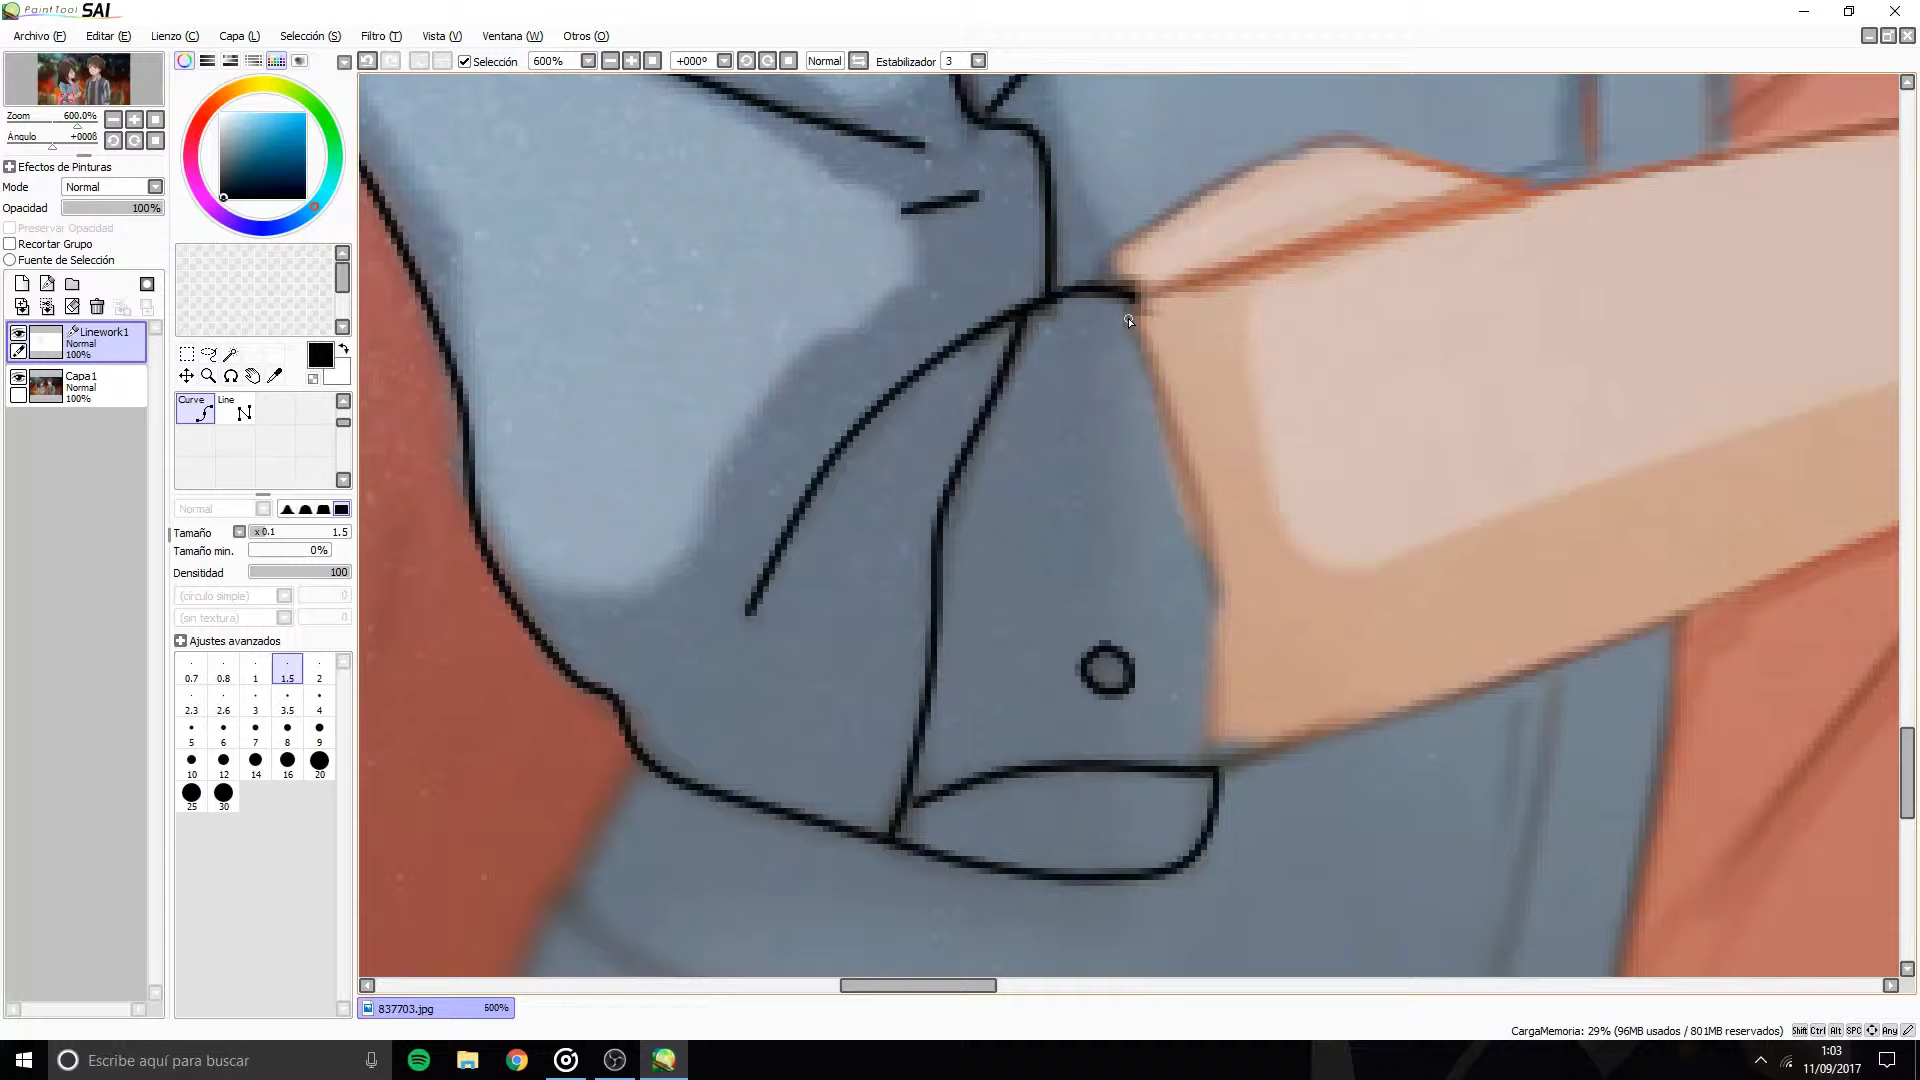 PaintTool SAI
Archivo (F) Editar (E) Lienzo (C) Capa (L) Selección (S) Filtro (T) Vista (V) Ventana (W) Otros (O)
Selección 600% +000º Normal Estabilizador 3
Zoom 600.0%
Ángulo +000ß
Efectos de Pinturas
Mode Normal
Opacidad 100%
Preservar Opacidad
Recortar Grupo
Fuente de Selección
Linework1
Normal
100%
Capa1
Normal
100%
Curve Line
Normal
Tamaño x0.1 1.5
Tamaño min. 0%
Densitidad 100
(círculo simple) 0
(sin textura) 0
Ajustes avanzados
0.7 0.8 1 1.5 2
2.3 2.6 3 3.5 4
5 6 7 8 9
10 12 14 16 20
25 30
837703.jpg 600%
CargaMemoria: 29% (96MB usados / 801MB reservados) Shift Ctrl Alt SPC Any
Escribe aquí para buscar
1:03
11/09/2017